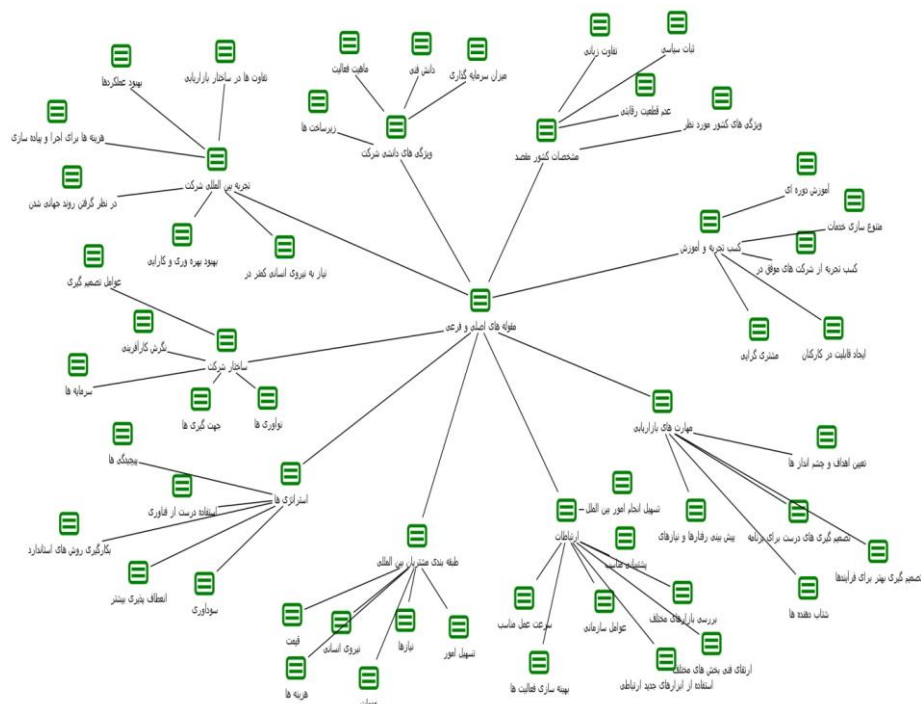 ثبات سیاسی
تفاوت زبانی
میزان سرمایه گذاری
دانش فنی
ماهیت فعالیت
تفاوت ها در ساختار بازاریابی
بهبود عملکردها
عدم قطعیت رقابتی
ویژگی های کشور مورد نظر
زیرساخت ها
هزینه ها برای اجرا و پیاده سازی
مشخصات کشور مقصد
ویژگی های دانشی شرکت
تجربه بین المللی شرکت
در نظر گرفتن روند جهانی شدن
آموزش دوره ای
متنوع سازی خدمات
کسب تجربه و آموزش
کسب تجربه از شرکت های موفق در
بهبود بهره وری و کارایی
نیاز به نیروی انسانی کمتر در
عوامل تصمیم گیری
مقوله های اصلی و فرعی
مشتری گرایی
ایجاد قابلیت در کارکنان
نگرش کارآفرینی
ساختار شرکت
سرمایه ها
جهت گیری ها
نوآوری ها
مهارت های بازاریابی
پیچیدگی ها
تعیین اهداف و چشم انداز ها
استراتژی ها
استفاده درست از فناوری
تسهیل انجام امور بین الملل
ارتباطات
پیش بینی رفتارها و نیازهای
تصمیم گیری های درست برای برنامه
بکارگیری روش های استاندارد
طبقه بندی مشتریان بین المللی
پشتیبانی مناسب
تصمیم گیری بهتر برای فرآیندها
انعطاف پذیری بیشتر
سودآوری
شتاب دهنده ها
قیمت
نیروی انسانی
نیازها
تسهیل امور
سرعت عمل مناسب
عوامل سازمانی
بررسی بازارهای مختلف
هزینه ها
بهینه سازی فعالیت ها
استفاده از ابزارهای جدید ارتباطی
ارتقای فنی بخش های مختلف